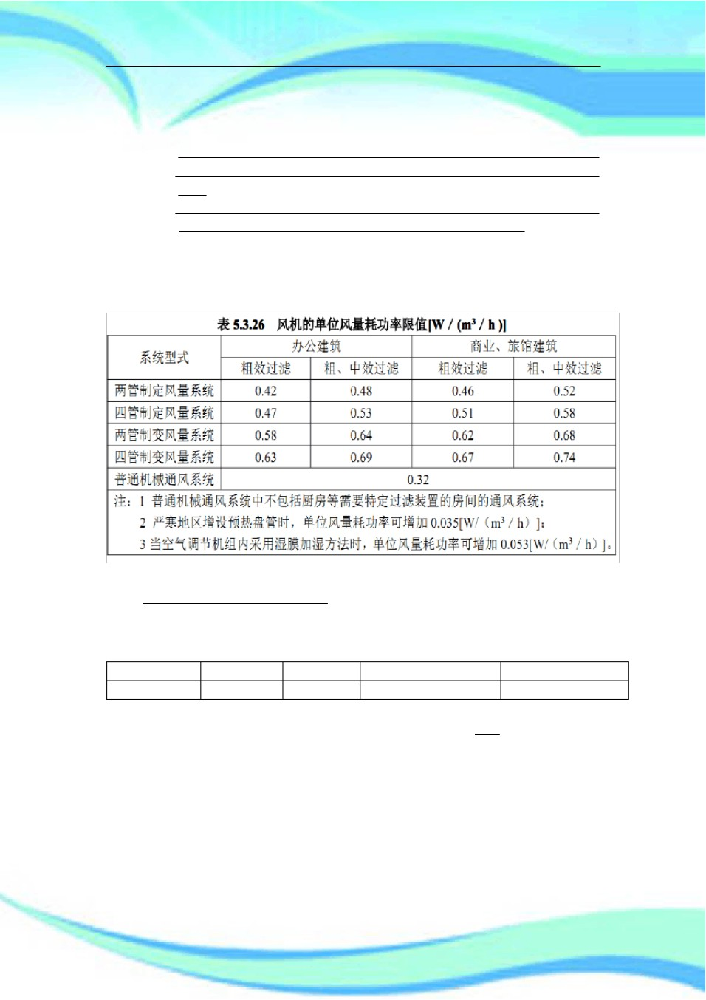 表 5.3.26 风机的单位风量耗功率限值[W / (m³ / h )]
系统型式 办公建筑 商业、旅馆建筑
粗效过滤 粗、中效过滤 粗效过滤 粗、中效过滤
两管制定风量系统 0.42 0.48 0.46 0.52
四管制定风量系统 0.47 0.53 0.51 0.58
两管制变风量系统 0.58 0.64 0.62 0.68
四管制变风量系统 0.63 0.69 0.67 0.74
普通机械通风系统 0.32
注：1 普通机械通风系统中不包括厨房等需要特定过滤装置的房间的通风系统；
2 严寒地区增设预热盘管时，单位风量耗功率可增加 0.035[W/（m³ / h）]；
3 当空气调节机组内采用湿膜加湿方法时，单位风量耗功率可增加 0.053[W/（m³ / h）]。